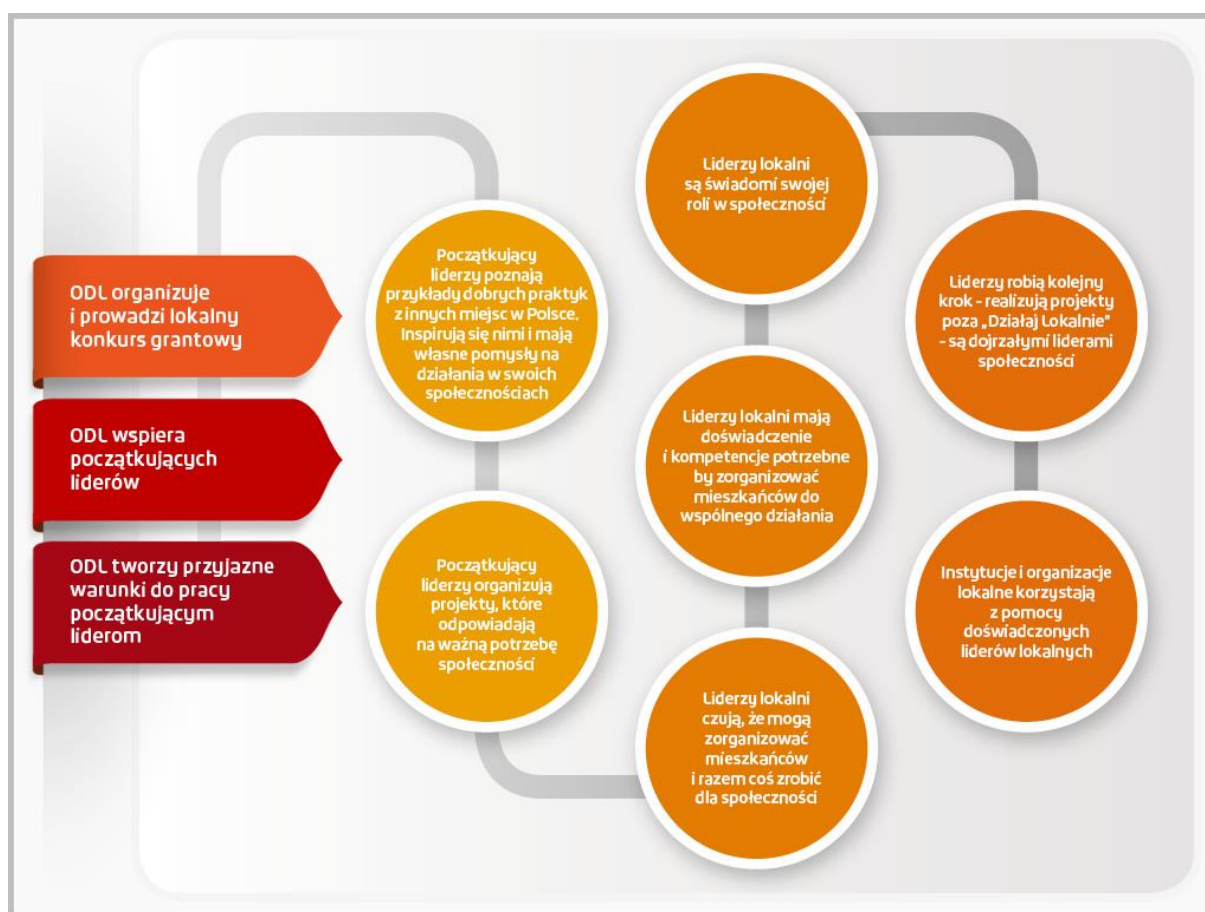 ODL organizuje
i prowadzi lokalny
konkurs grantowy
ODL wspiera
początkujących
liderów
ODL tworzy przyjazne
warunki do pracy
początkującym
liderom
Początkujący
liderzy poznają
przykłady dobrych praktyk
z innych miejsc w Polsce.
Inspirują się nimi i mają
własne pomysły na
działania w swoich
społecznościach
Początkujący
liderzy organizują
projekty, które
odpowiadają
na ważną potrzebę
społeczności
Liderzy lokalni
czują, że mogą
zorganizować
mieszkańców
i razem coś zrobić
dla społeczności
Liderzy lokalni mają
doświadczenie
i kompetencje potrzebne
by zorganizować
mieszkańców do
wspólnego działania
Liderzy lokalni
są świadomi swojej
roli w społeczności
Liderzy robią kolejny
krok - realizują projekty
poza „Działaj Lokalnie"
- są dojrzałymi liderami
społeczności
Instytucje i organizacje
lokalne korzystają
z pomocy
doświadczonych
liderów lokalnych